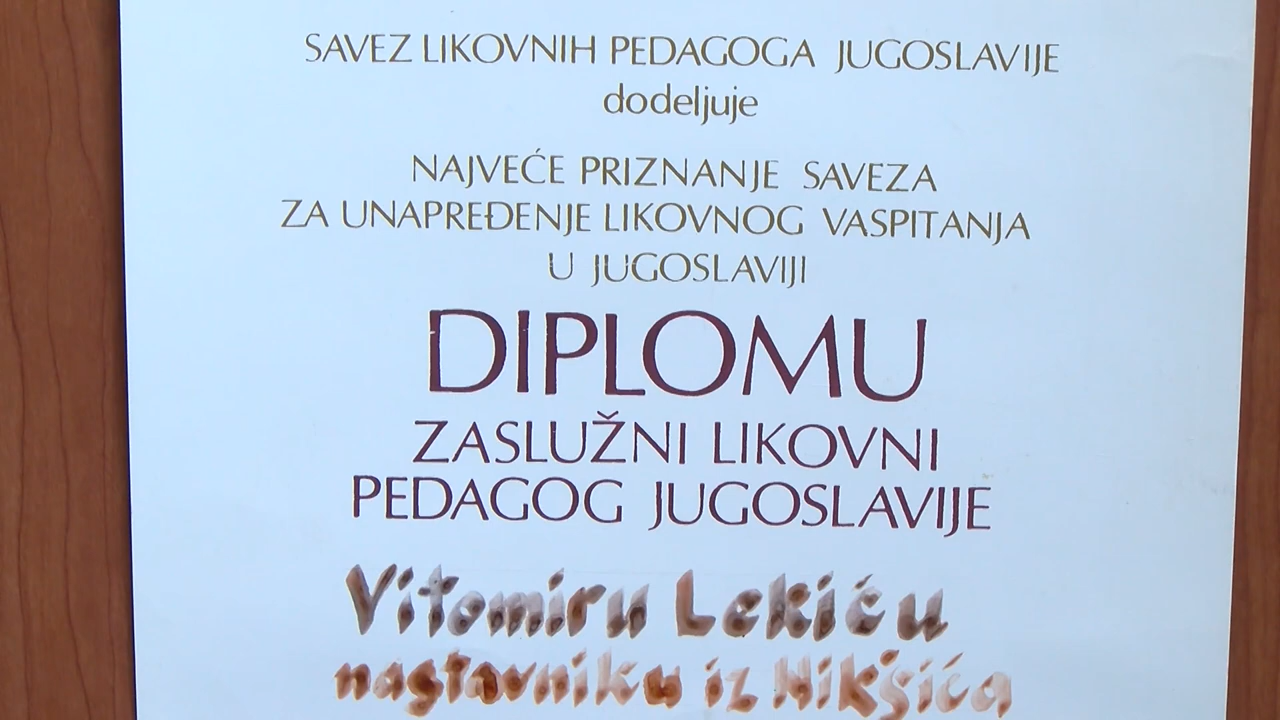 SAVEZ LIKOVNIH PEDAGOGA JUGOSLAVIJE
dodeljuje
NAJVEĆE PRIZNANJE SAVEZA
ZA UNAPREĐENJE LIKOVNOG VASPITANJA
U JUGOSLAVIJI
DIPLOMU
ZASLUŽNI LIKOVNI
PEDAGOG JUGOSLAVIJE
Vitomiru Lekiću
nastavniku iz Nikšića